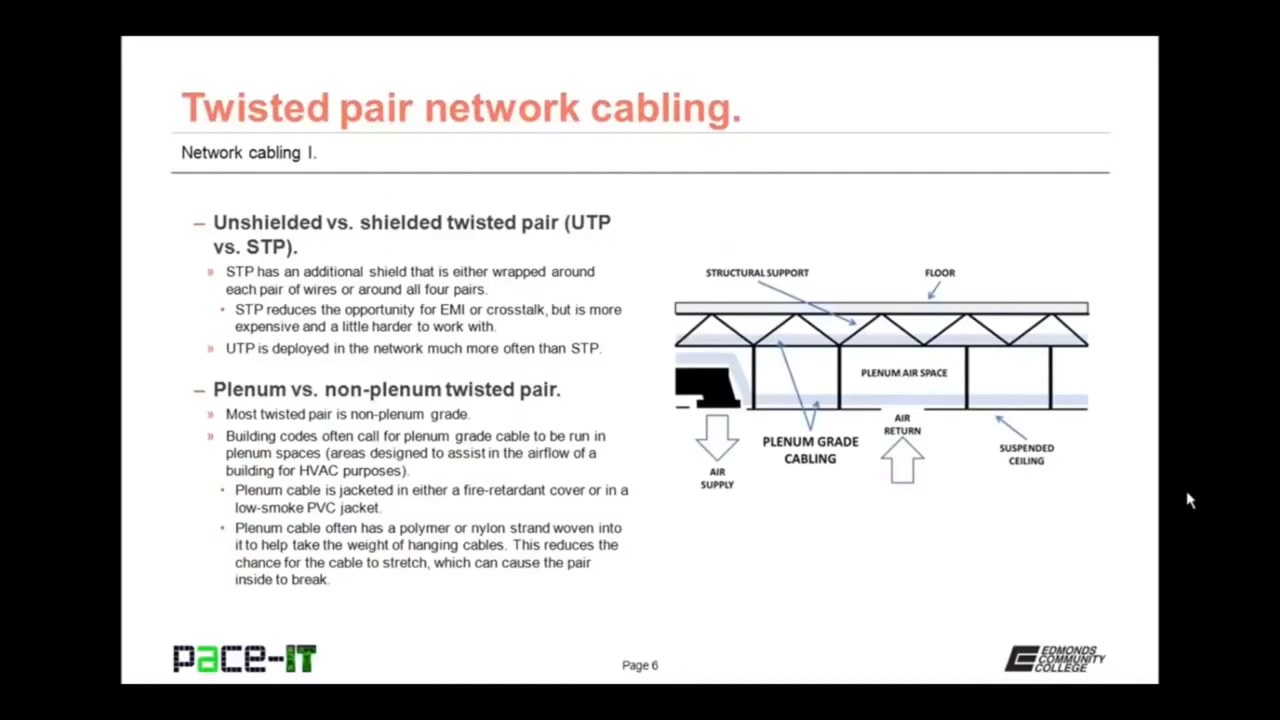 Twisted pair network cabling.
Network cabling I.
– Unshielded vs. shielded twisted pair (UTP
vs. STP).
» STP has an additional shield that is either wrapped around
each pair of wires or around all four pairs.
• STP reduces the opportunity for EMI or crosstalk, but is more
expensive and a little harder to work with.
» UTP is deployed in the network much more often than STP.
– Plenum vs. non-plenum twisted pair.
» Most twisted pair is non-plenum grade.
» Building codes often call for plenum grade cable to be run in
plenum spaces (areas designed to assist in the airflow of a
building for HVAC purposes).
• Plenum cable is jacketed in either a fire-retardant cover or in a
low-smoke PVC jacket.
• Plenum cable often has a polymer or nylon strand woven into
it to help take the weight of hanging cables. This reduces the
chance for the cable to stretch, which can cause the pair
inside to break.
STRUCTURAL SUPPORT
FLOOR
PLENUM AIR SPACE
AIR
RETURN
PLENUM GRADE
CABLING
SUSPENDED
CEILING
AIR
SUPPLY
pace-IT
Page 6
EDMONDS
COMMUNITY
COLLEGE